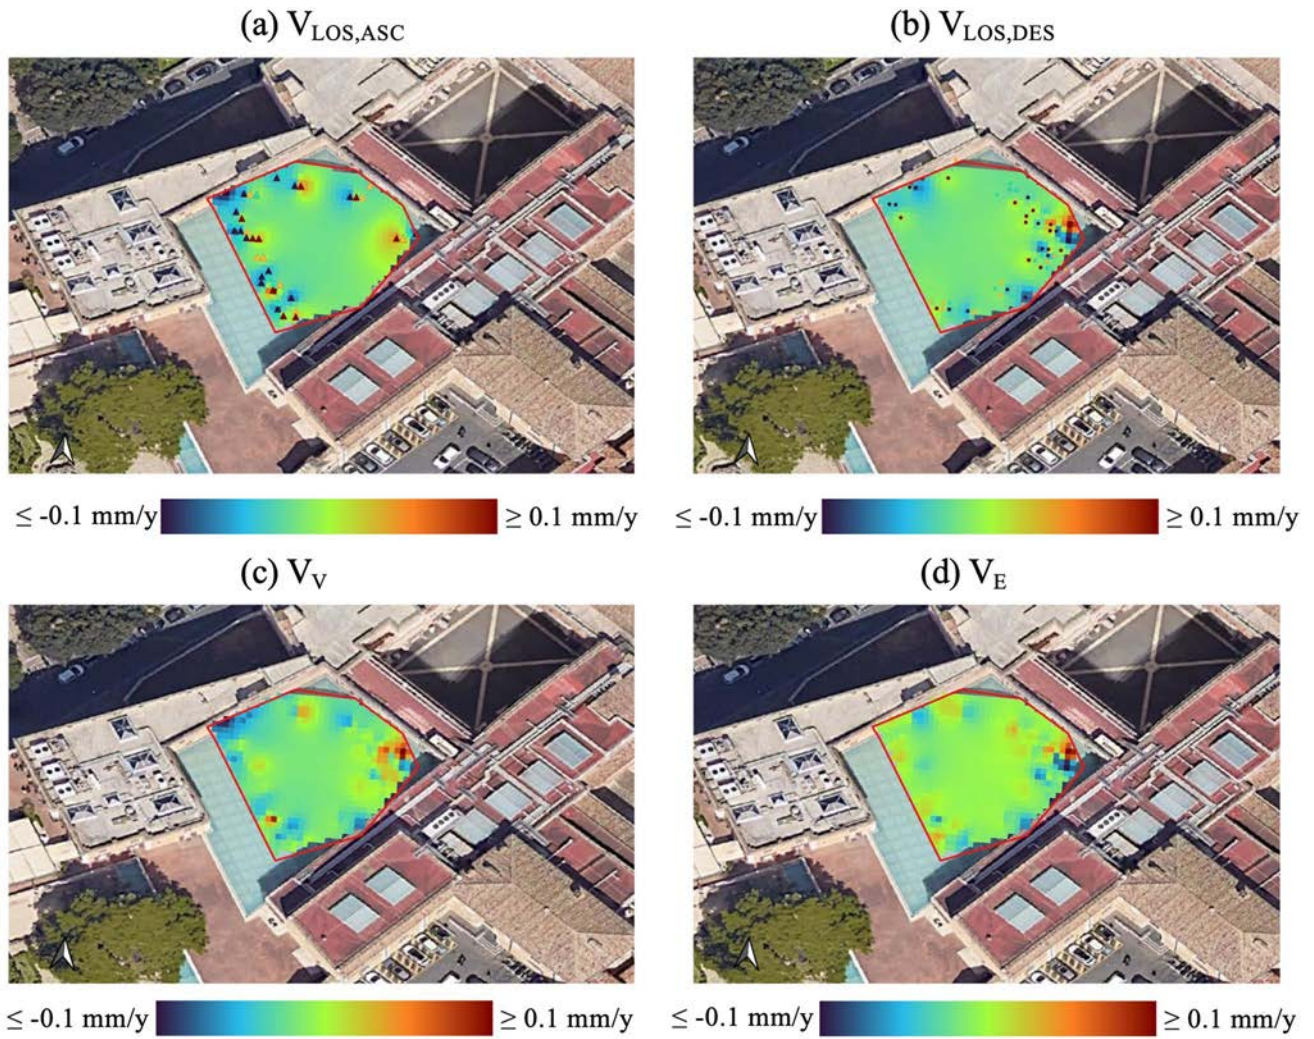 (a) V_LOS,ASC
(b) V_LOS,DES
≤ -0.1 mm/y
≥ 0.1 mm/y
≤ -0.1 mm/y
≥ 0.1 mm/y
(c) V_V
(d) V_E
≤ -0.1 mm/y
≥ 0.1 mm/y
≤ -0.1 mm/y
≥ 0.1 mm/y